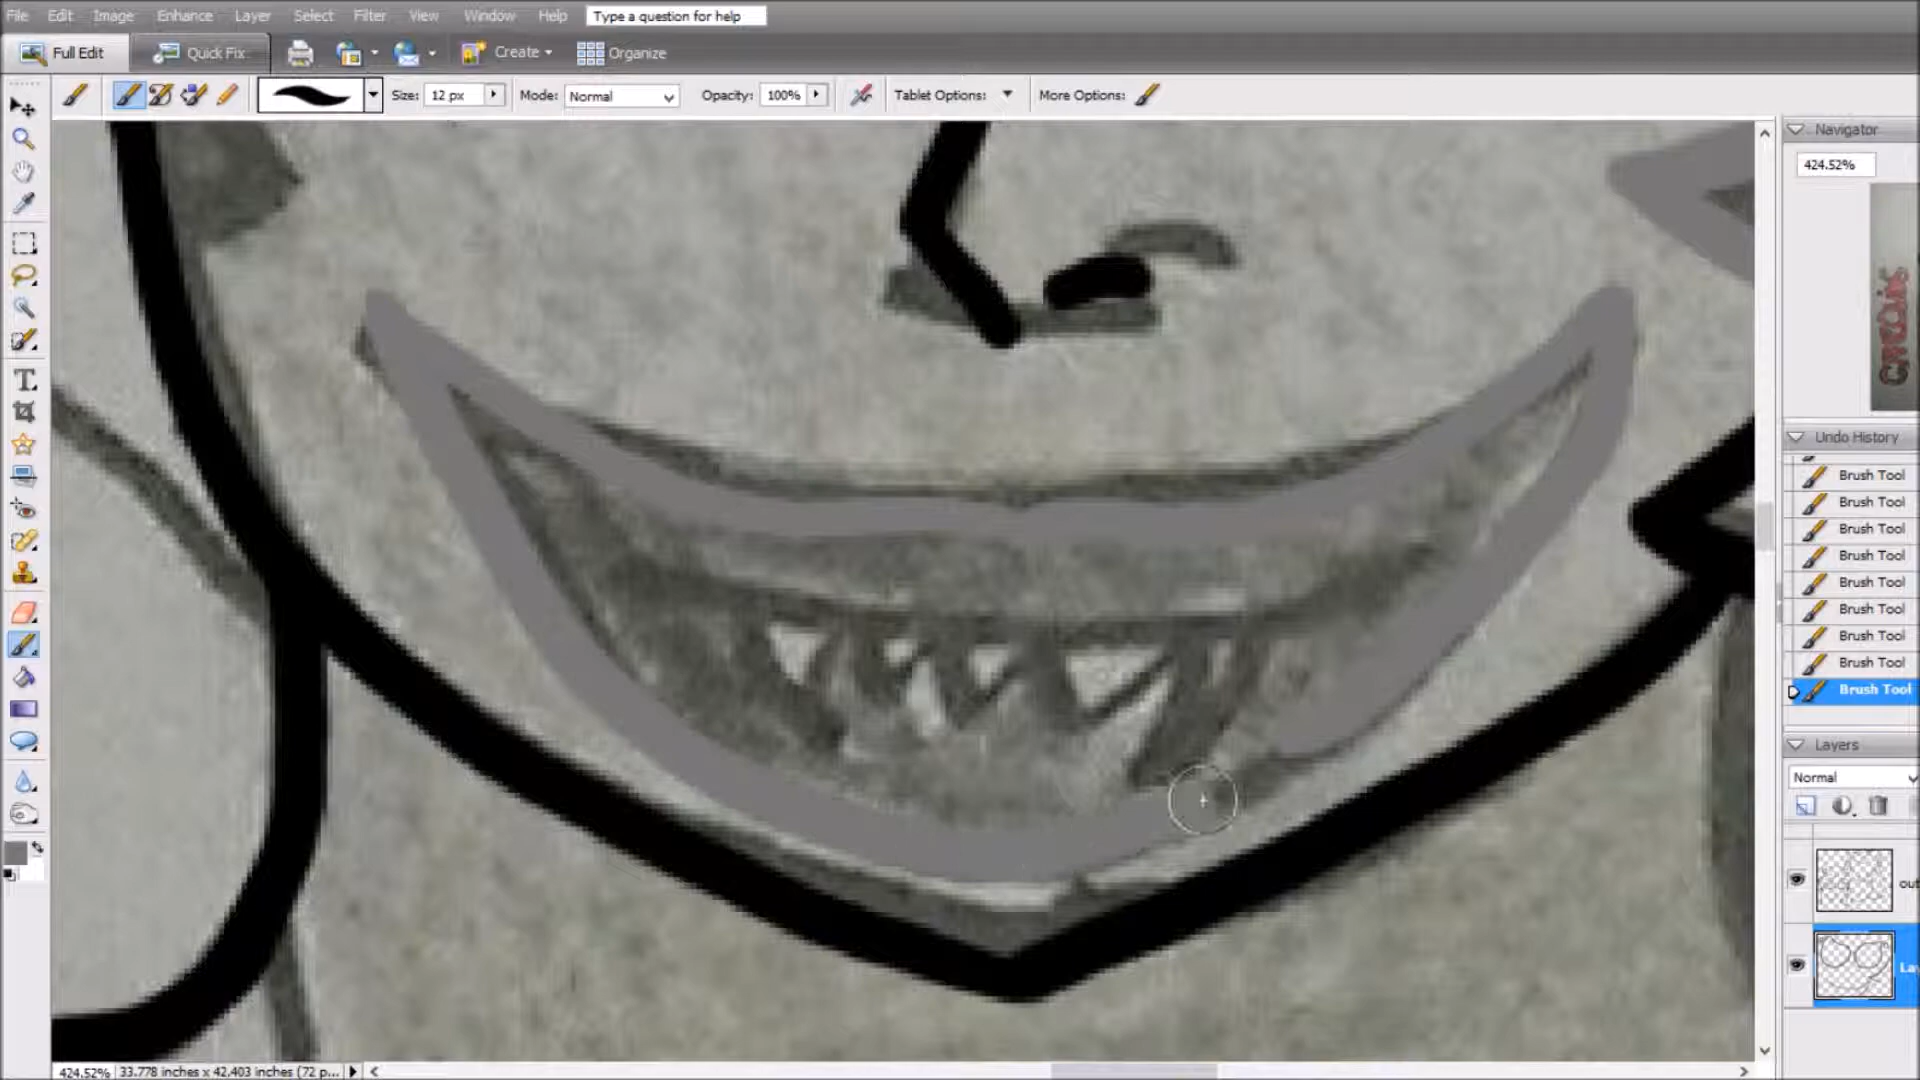 File Edit Image Enhance Layer Select Filter View Window Help Type a question for help
Full Edit Quick Fix Create Organize
Size: 12 px Mode: Normal Opacity: 100% Tablet Options: More Options:
Navigator
424.52%
Undo History
Brush Tool
Brush Tool
Brush Tool
Brush Tool
Brush Tool
Brush Tool
Brush Tool
Brush Tool
Brush Tool
Layers
Normal
out
La
424.52% 33.778 inches x 42.403 inches (72 p...